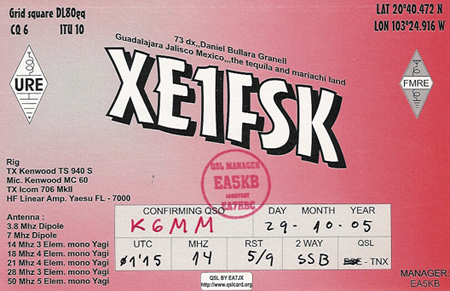 Grid square DL80gq
CQ 6 ITU 10
LAT 20°40.472 N
LON 103°24.916 W
73 dx.,Daniel Bullara Granell
Guadalajara Jalisco Mexico...the tequila and mariachi land
URE
FMRE
XE1FSK
Rig
TX Kenwood TS 940 S
Mic. Kenwood MC 60
TX Icom 706 MkII
HF Linear Amp. Yaesu FL - 7000
QSL MANAGER
EA5KB
EA7HBC
Antenna :
3.8 Mhz Dipole
7 Mhz Dipole
14 Mhz 3 Elem. mono Yagi
18 Mhz 4 Elem. mono Yagi
21 Mhz 4 Elem. mono Yagi
24 Mhz 4 Elem. mono Yagi
28 Mhz 4 Elem. mono Yagi
50 Mhz 5 Elem. mono Yagi
CONFIRMING QSO DAY MONTH YEAR
K6MM 29- 10-05
UTC MHZ RST 2 WAY QSL
01'15 14 5/9 SSB - TNX
QSL BY EA7JX
www.qslcard.org
MANAGER:
EA5KB